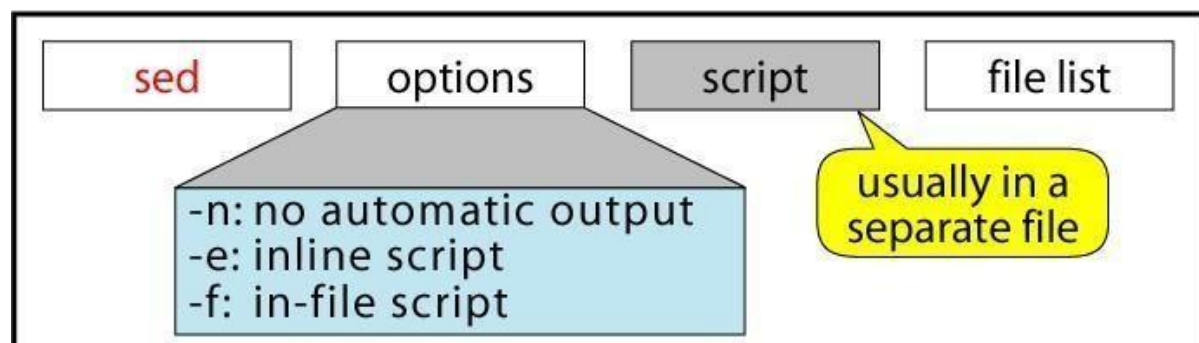 sed options script file list
usually in a
separate file
-n: no automatic output
-e: inline script
-f: in-file script